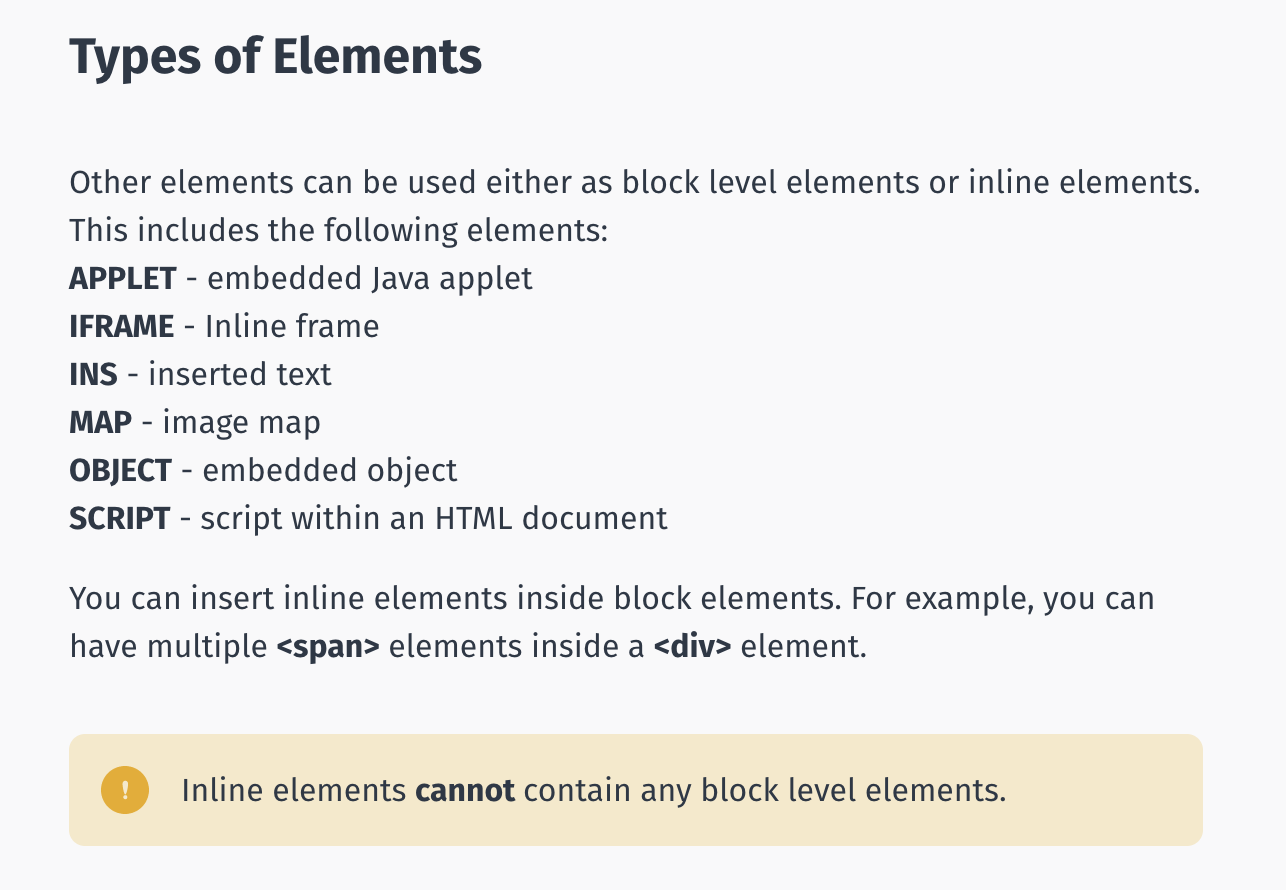 Types of Elements
Other elements can be used either as block level elements or inline elements.
This includes the following elements:
APPLET - embedded Java applet
IFRAME - Inline frame
INS - inserted text
MAP - image map
OBJECT - embedded object
SCRIPT - script within an HTML document
You can insert inline elements inside block elements. For example, you can
have multiple <span> elements inside a <div> element.
! Inline elements cannot contain any block level elements.